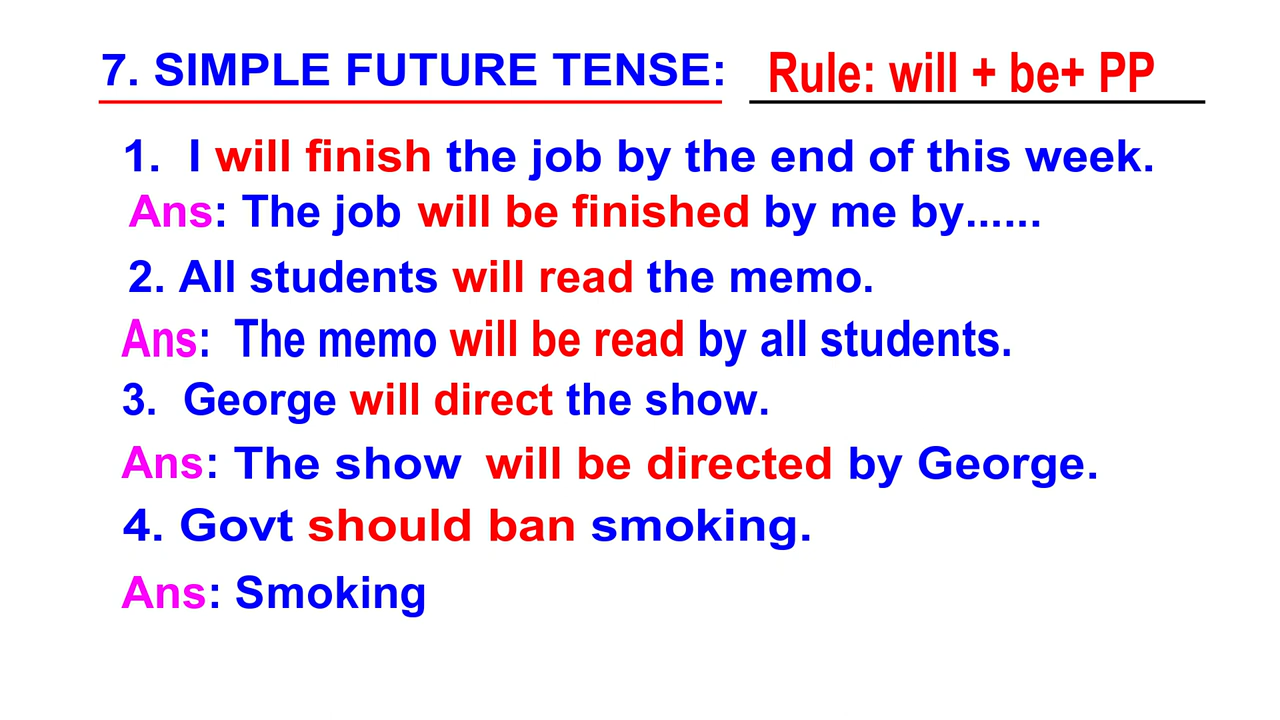 7. SIMPLE FUTURE TENSE: Rule: will + be+ PP
1. I will finish the job by the end of this week.
Ans: The job will be finished by me by......
2. All students will read the memo.
Ans: The memo will be read by all students.
3. George will direct the show.
Ans: The show will be directed by George.
4. Govt should ban smoking.
Ans: Smoking